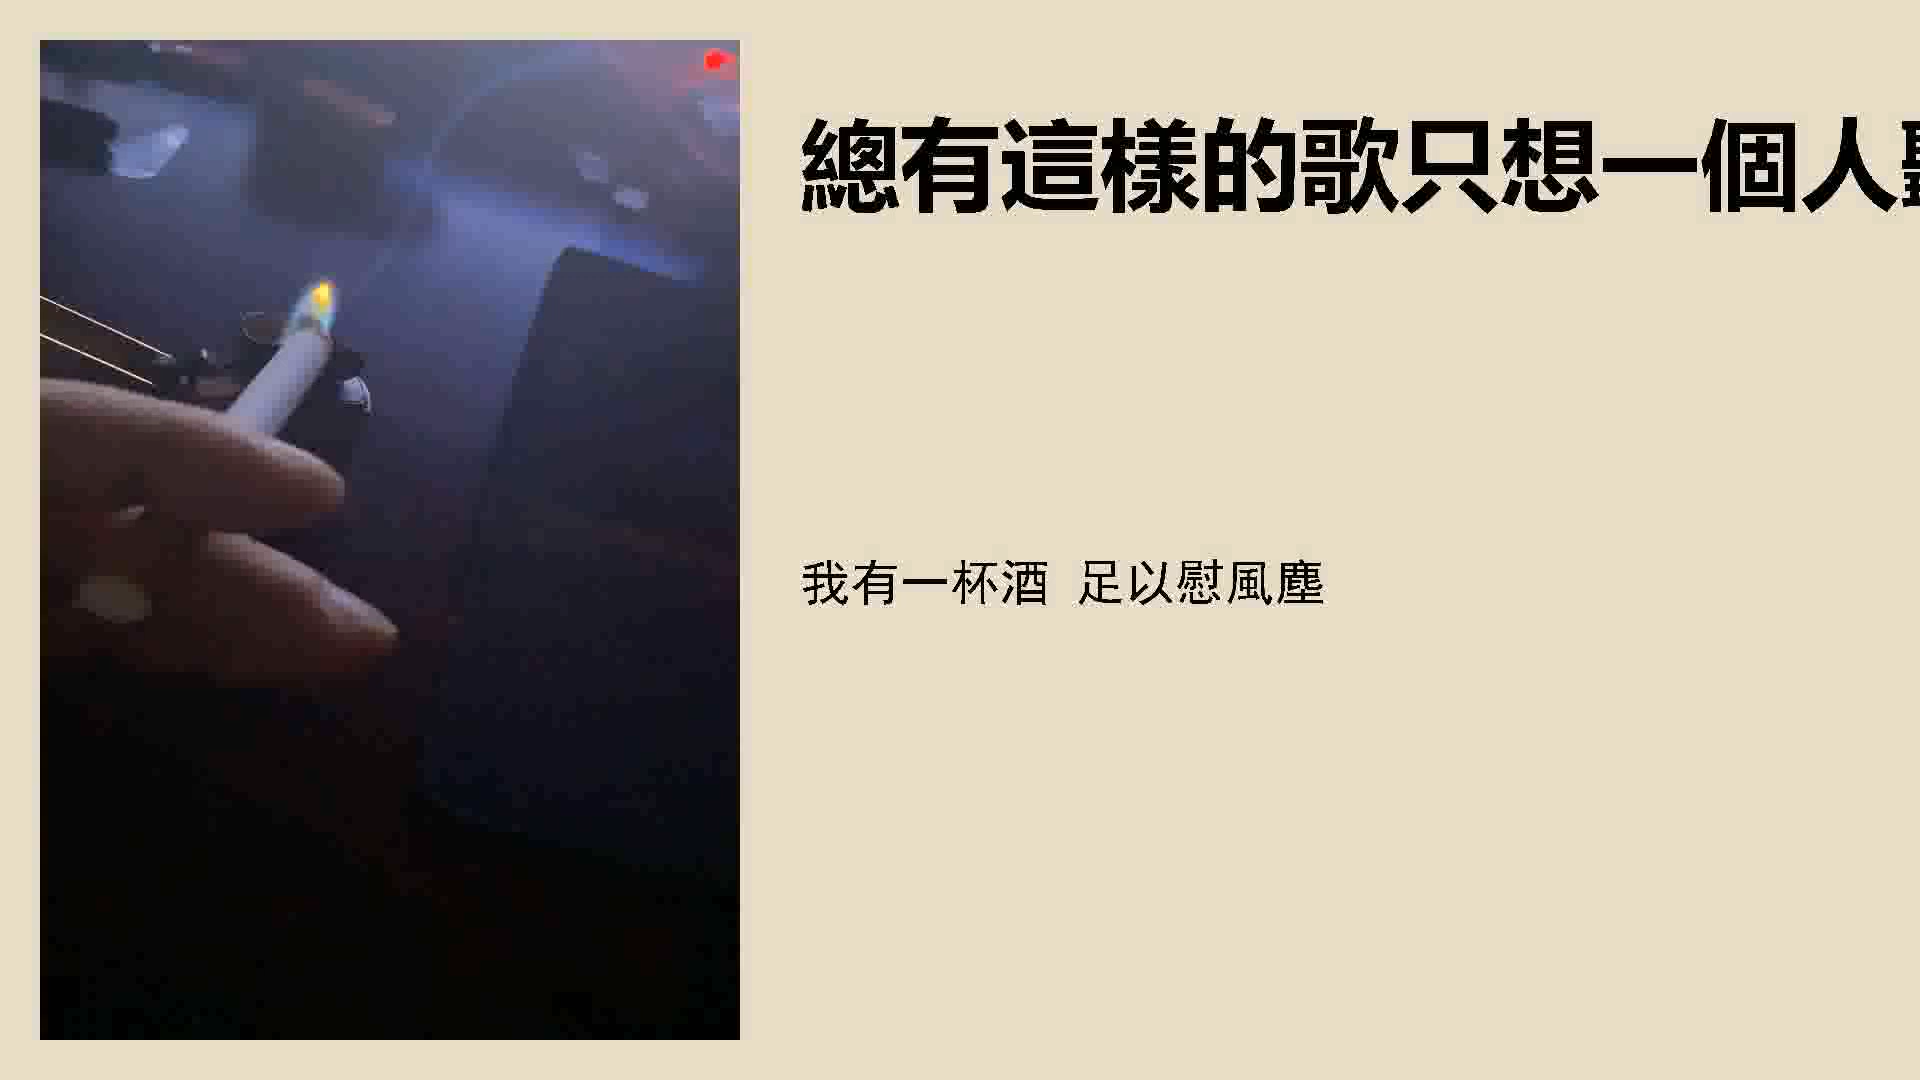 總有這樣的歌只想一個人
我有一杯酒 足以慰風塵